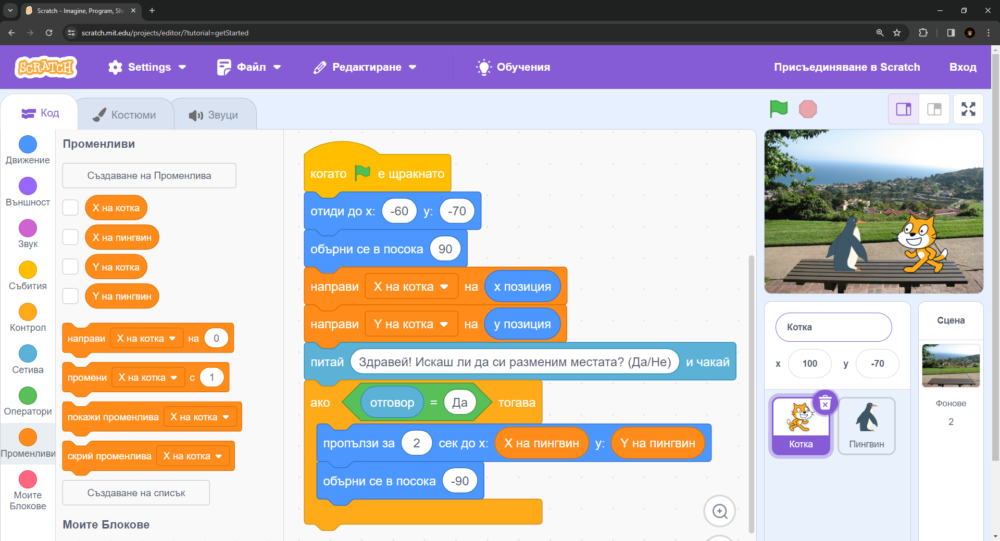 Scratch - Imagine, Program, Sh
scratch.mit.edu/projects/editor/?tutorial=getStarted
SCRATCH
Settings
Файл
Редактиране
Обучения
Присъединяване в Scratch
Вход
Код
Костюми
Звуци
Движение
Външност
Звук
Събития
Контрол
Сетива
Оператори
Променливи
Моите
Блокове
Променливи
Създаване на Променлива
X на котка
X на пингвин
Y на котка
Y на пингвин
направи X на котка на 0
промени X на котка с 1
покажи променлива X на котка
скрий променлива X на котка
Създаване на списък
Моите Блокове
когато е щракнато
отиди до x: -60 y: -70
обърни се в посока 90
направи X на котка на x позиция
направи Y на котка на y позиция
питай Здравей! Искаш ли да си разменим местата? (Да/Не) и чакай
ако отговор = Да тогава
пропълзи за 2 сек до x: X на пингвин y: Y на пингвин
обърни се в посока -90
Котка
x 100 y -70
Котка
Пингвин
Сцена
Фонове
2